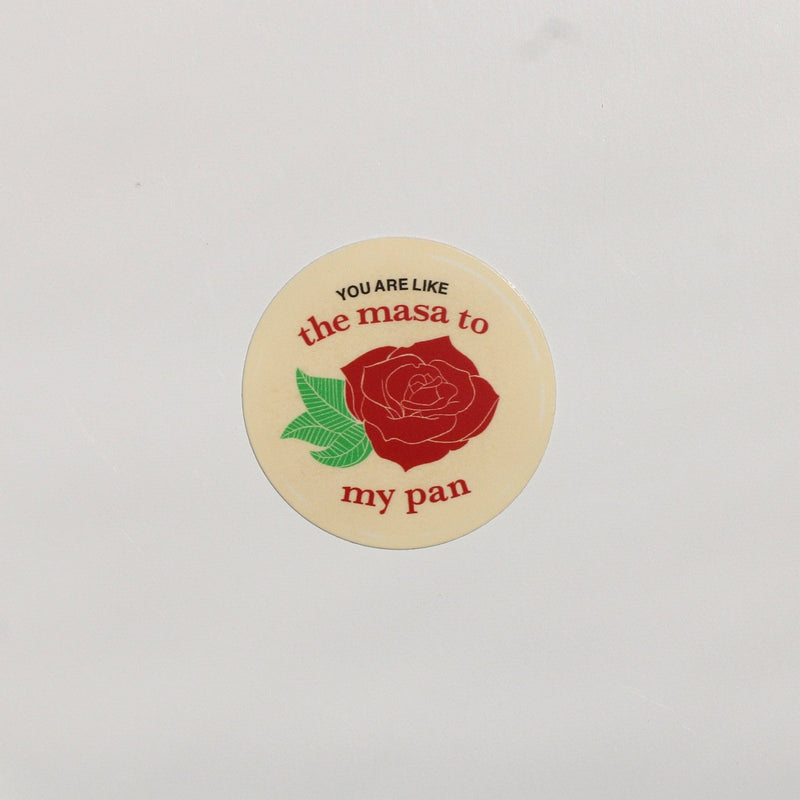 YOU ARE LIKE
the masa to
my pan